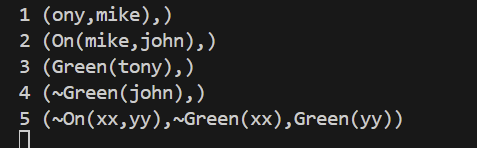 1 (ony,mike),)
2 (On(mike,john),)
3 (Green(tony),)
4 (~Green(john),)
5 (~On(xx,yy),~Green(xx),Green(yy))